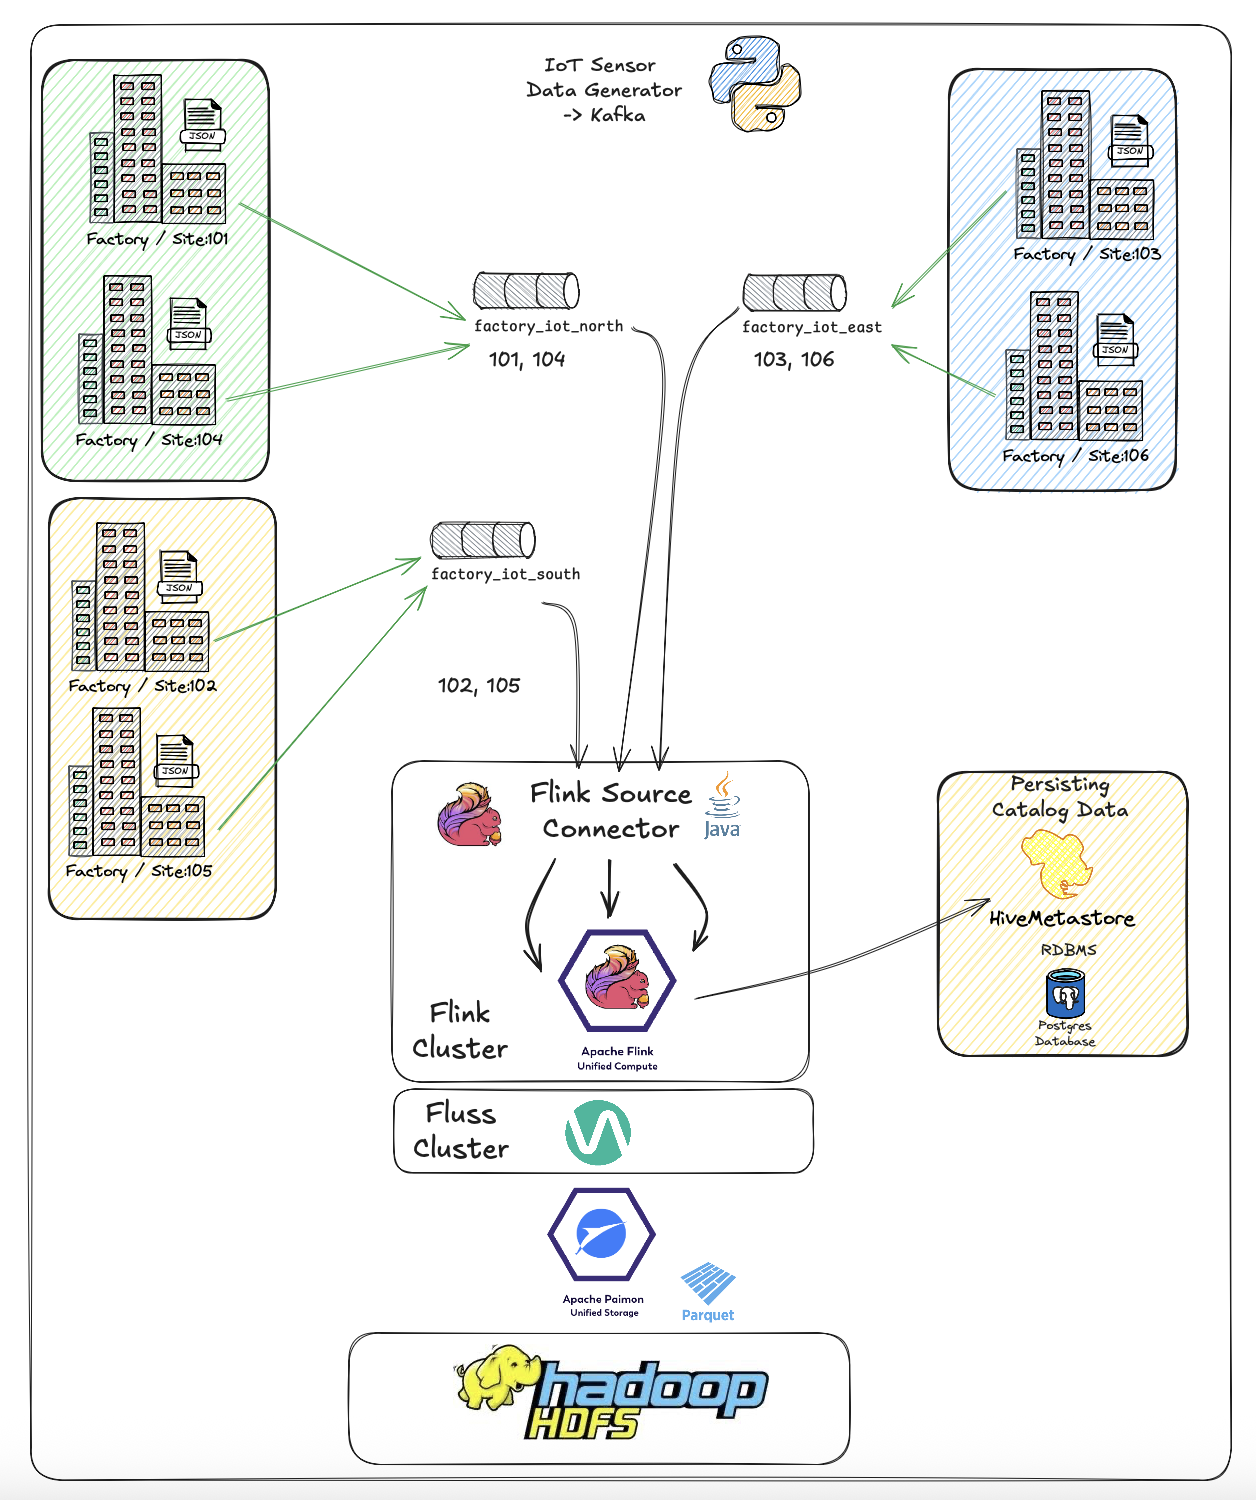 IoT Sensor
Data Generator
-> Kafka
JSON
Factory / Site:101
JSON
Factory / Site:104
JSON
Factory / Site:103
JSON
Factory / Site:106
factory_iot_north
101, 104
factory_iot_east
103, 106
JSON
Factory / Site:102
JSON
Factory / Site:105
factory_iot_south
102, 105
Flink Source
Connector
Java
Flink
Cluster
Apache Flink
Unified Compute
Persisting
Catalog Data
HiveMetastore
RDBMS
Postgres
Database
Fluss
Cluster
Apache Paimon
Unified Storage
Parquet
hadoop
HDFS